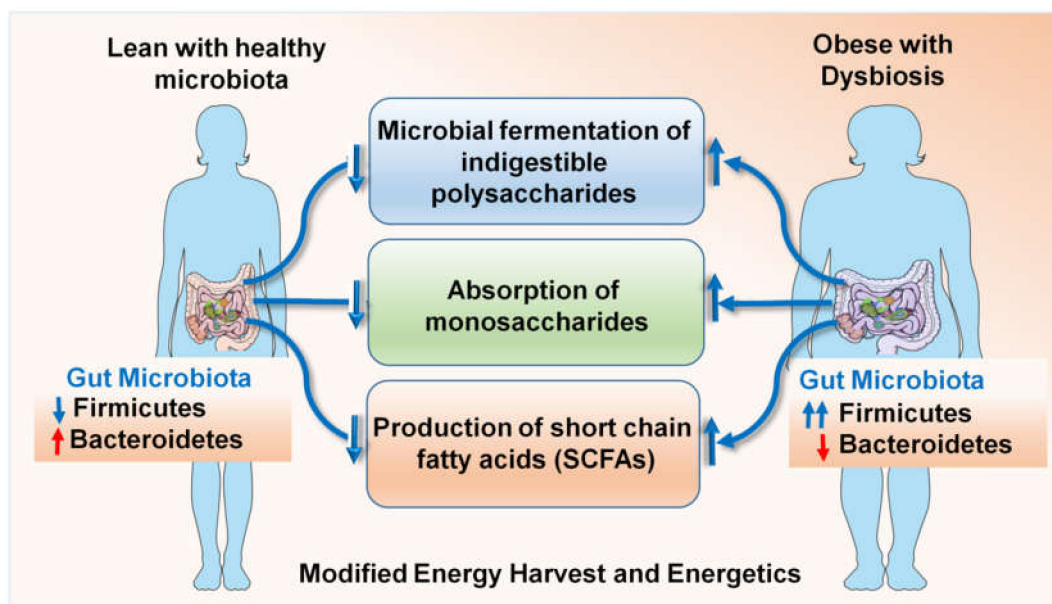 Lean with healthy
microbiota
Obese with
Dysbiosis
Microbial fermentation of
indigestible
polysaccharides
Absorption of
monosaccharides
Production of short chain
fatty acids (SCFAs)
Gut Microbiota
↓ Firmicutes
↑ Bacteroidetes
Gut Microbiota
↑↑ Firmicutes
↓ Bacteroidetes
Modified Energy Harvest and Energetics